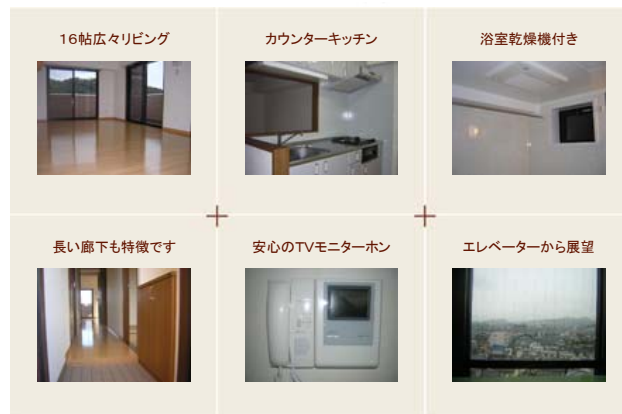 16帖広々リビング
カウンターキッチン
浴室乾燥機付き
長い廊下も特徴です
安心のTVモニターホン
エレベーターから展望